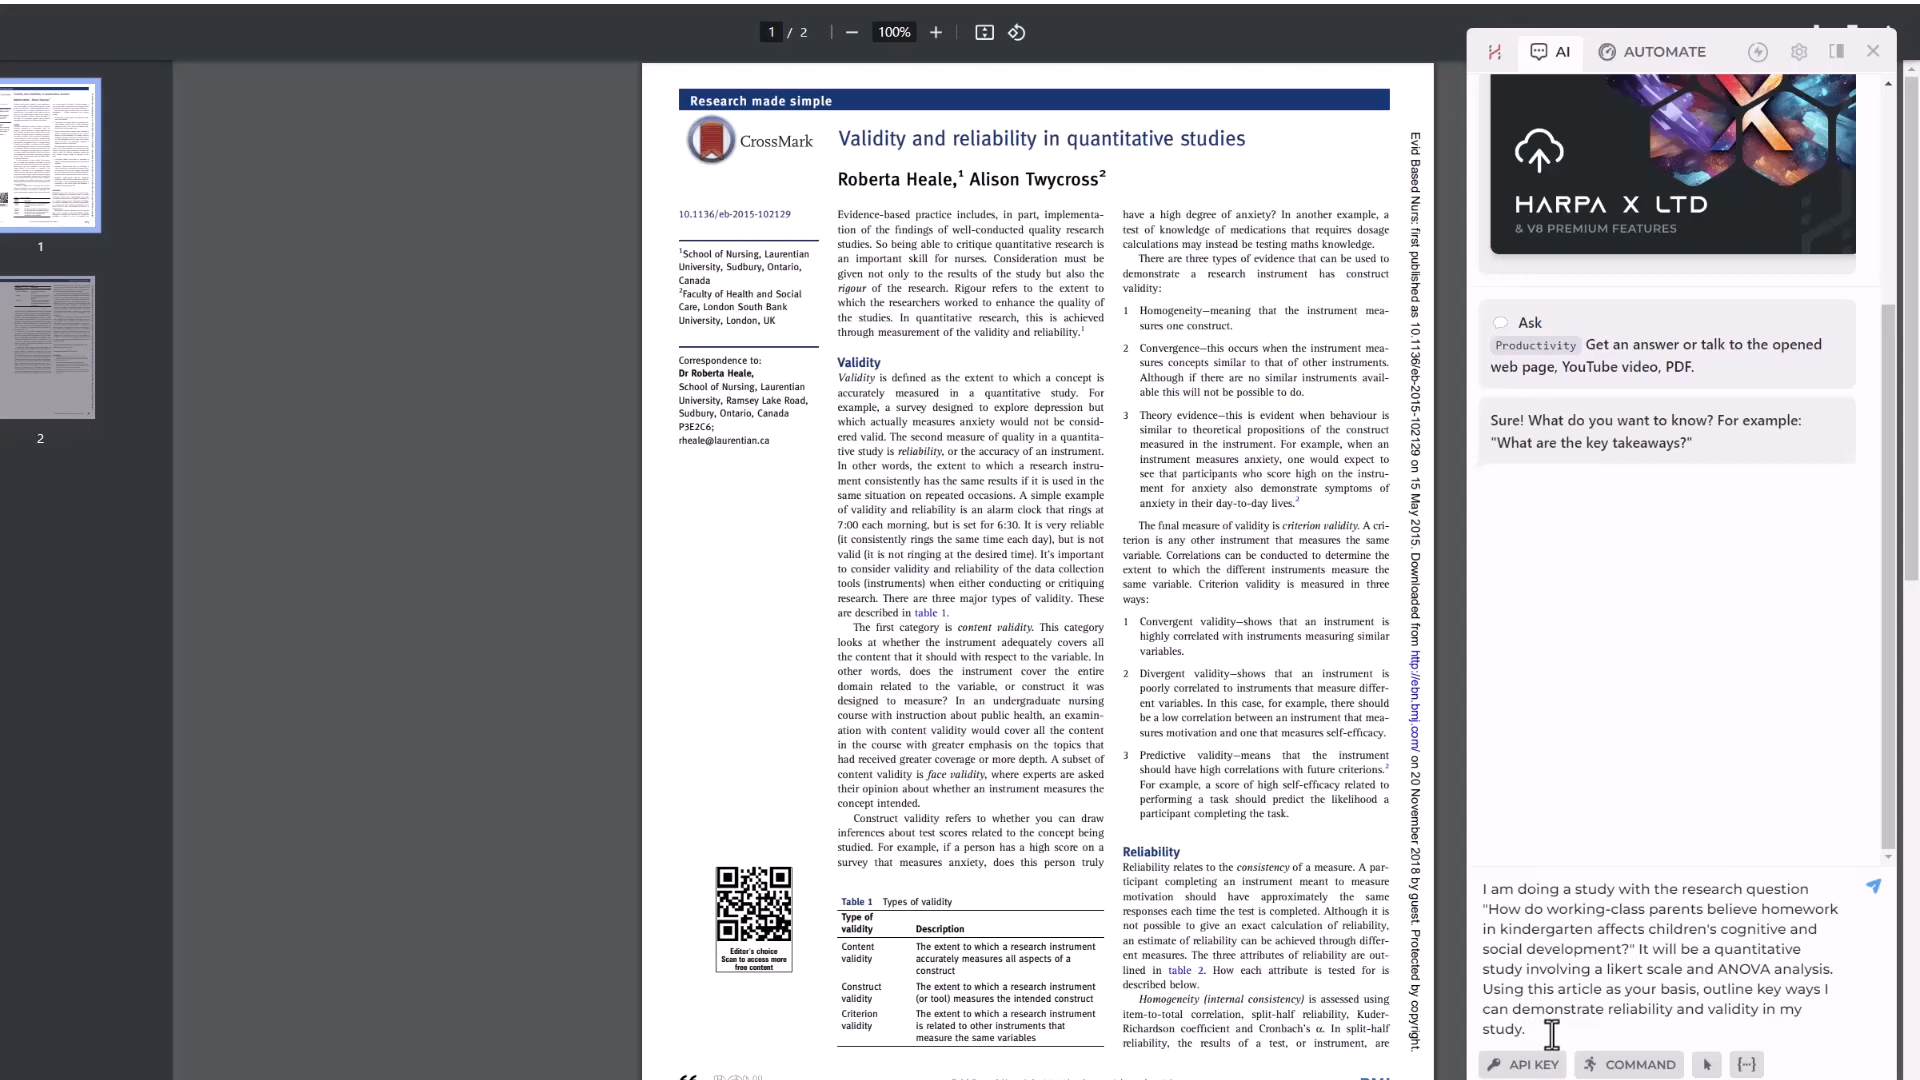 1 / 2
100%
AI
AUTOMATE
1
2
Research made simple
CrossMark
Validity and reliability in quantitative studies
Roberta Heale,¹ Alison Twycross²
10.1136/eb-2015-102129
¹School of Nursing, Laurentian
University, Sudbury, Ontario,
Canada
²Faculty of Health and Social
Care, London South Bank
University, London, UK
Correspondence to:
Dr Roberta Heale,
School of Nursing, Laurentian
University, Ramsey Lake Road,
Sudbury, Ontario, Canada
P3E2C6;
rheale@laurentian.ca
Editor's choice
Scan to access more
free content
Evidence-based practice includes, in part, implementa-
tion of the findings of well-conducted quality research
studies. So being able to critique quantitative research is
an important skill for nurses. Consideration must be
given not only to the results of the study but also the
rigour of the research. Rigour refers to the extent to
which the researchers worked to enhance the quality of
the studies. In quantitative research, this is achieved
through measurement of the validity and reliability.¹
Validity
Validity is defined as the extent to which a concept is
accurately measured in a quantitative study. For
example, a survey designed to explore depression but
which actually measures anxiety would not be consid-
ered valid. The second measure of quality in a quantita-
tive study is reliability, or the accuracy of an instrument.
In other words, the extent to which a research instru-
ment consistently has the same results if it is used in the
same situation on repeated occasions. A simple example
of validity and reliability is an alarm clock that rings at
7:00 each morning, but is set for 6:30. It is very reliable
(it consistently rings the same time each day), but is not
valid (it is not ringing at the desired time). It's important
to consider validity and reliability of the data collection
tools (instruments) when either conducting or critiquing
research. There are three major types of validity. These
are described in table 1.
The first category is content validity. This category
looks at whether the instrument adequately covers all
the content that it should with respect to the variable. In
other words, does the instrument cover the entire
domain related to the variable, or construct it was
designed to measure? In an undergraduate nursing
course with instruction about public health, an examin-
ation with content validity would cover all the content
in the course with greater emphasis on the topics that
had received greater coverage or more depth. A subset of
content validity is face validity, where experts are asked
their opinion about whether an instrument measures the
concept intended.
Construct validity refers to whether you can draw
inferences about test scores related to the concept being
studied. For example, if a person has a high score on a
survey that measures anxiety, does this person truly
Table 1 Types of validity
Type of
validity Description
Content The extent to which a research instrument
validity accurately measures all aspects of a
construct
Construct The extent to which a research instrument
validity (or tool) measures the intended construct
Criterion The extent to which a research instrument
validity is related to other instruments that
measure the same variables
have a high degree of anxiety? In another example, a
test of knowledge of medications that requires dosage
calculations may instead be testing maths knowledge.
There are three types of evidence that can be used to
demonstrate a research instrument has construct
validity:
1 Homogeneity—meaning that the instrument mea-
sures one construct.
2 Convergence—this occurs when the instrument mea-
sures concepts similar to that of other instruments.
Although if there are no similar instruments avail-
able this will not be possible to do.
3 Theory evidence—this is evident when behaviour is
similar to theoretical propositions of the construct
measured in the instrument. For example, when an
instrument measures anxiety, one would expect to
see that participants who score high on the instru-
ment for anxiety also demonstrate symptoms of
anxiety in their day-to-day lives.²
The final measure of validity is criterion validity. A cri-
terion is any other instrument that measures the same
variable. Correlations can be conducted to determine the
extent to which the different instruments measure the
same variable. Criterion validity is measured in three
ways:
1 Convergent validity—shows that an instrument is
highly correlated with instruments measuring similar
variables.
2 Divergent validity—shows that an instrument is
poorly correlated to instruments that measure differ-
ent variables. In this case, for example, there should
be a low correlation between an instrument that mea-
sures motivation and one that measures self-efficacy.
3 Predictive validity—means that the instrument
should have high correlations with future criterions.²
For example, a score of high self-efficacy related to
performing a task should predict the likelihood a
participant completing the task.
Reliability
Reliability relates to the consistency of a measure. A par-
ticipant completing an instrument meant to measure
motivation should have approximately the same
responses each time the test is completed. Although it is
not possible to give an exact calculation of reliability,
an estimate of reliability can be achieved through differ-
ent measures. The three attributes of reliability are out-
lined in table 2. How each attribute is tested for is
described below.
Homogeneity (internal consistency) is assessed using
item-to-total correlation, split-half reliability, Kuder-
Richardson coefficient and Cronbach's α. In split-half
reliability, the results of a test, or instrument, are
Evid Based Nurs: first published as 10.1136/eb-2015-102129 on 15 May 2015. Downloaded from http://ebn.bmj.com/ on 20 November 2018 by guest. Protected by copyright.
HARPA X LTD
& V8 PREMIUM FEATURES
Ask
Productivity Get an answer or talk to the opened
web page, YouTube video, PDF.
Sure! What do you want to know? For example:
"What are the key takeaways?"
I am doing a study with the research question
"How do working-class parents believe homework
in kindergarten affects children's cognitive and
social development?" It will be a quantitative
study involving a likert scale and ANOVA analysis.
Using this article as your basis, outline key ways I
can demonstrate reliability and validity in my
study.
API KEY
COMMAND
{···}